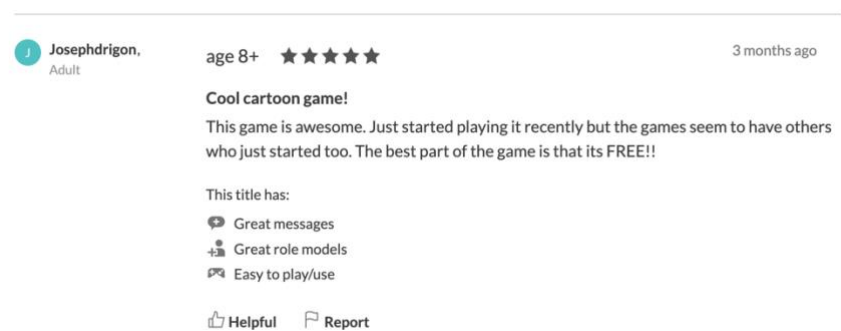 J
Josephdrigon,
Adult
age 8+
3 months ago
Cool cartoon game!
This game is awesome. Just started playing it recently but the games seem to have others
who just started too. The best part of the game is that its FREE!!
This title has:
Great messages
Great role models
Easy to play/use
Helpful
Report